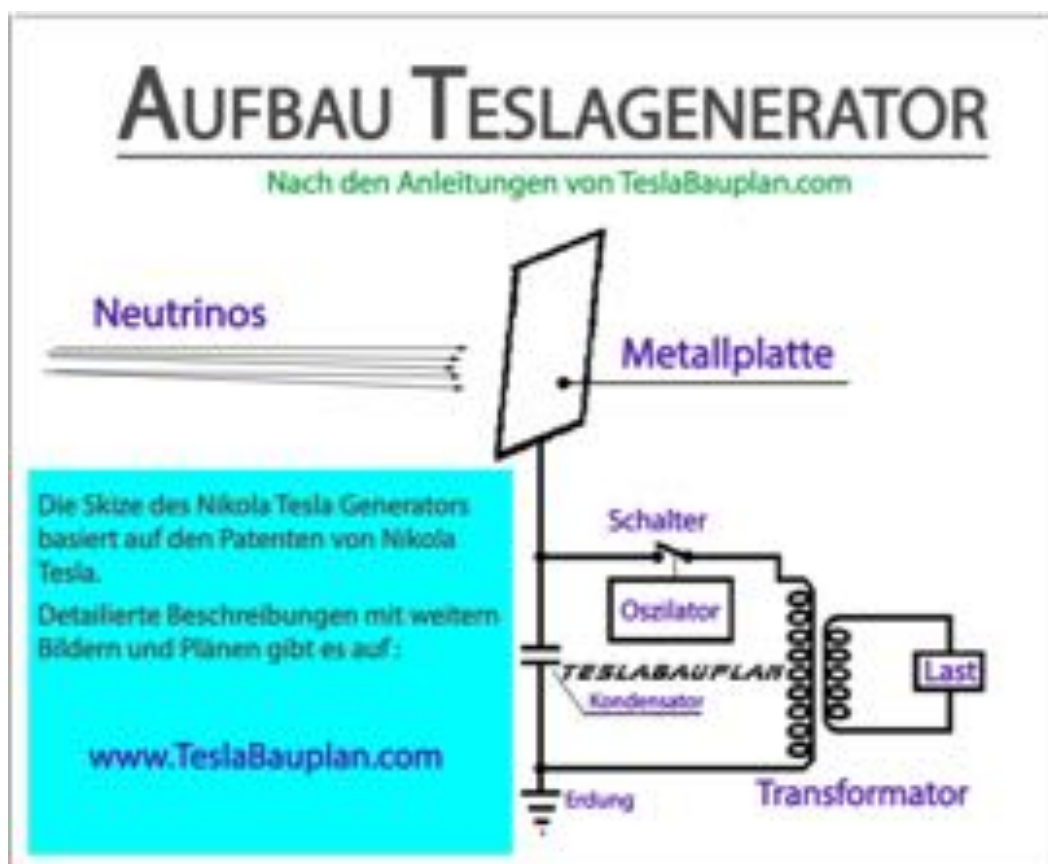 AUFBAU TESLAGENERATOR
Nach den Anleitungen von TeslaBauplan.com
Neutrinos
Metallplatte
Die Skize des Nikola Tesla Generators
basiert auf den Patenten von Nikola
Tesla.
Detailierte Beschreibungen mit weitern
Bildern und Plänen gibt es auf :
www.TeslaBauplan.com
Schalter
Oszilator
TESLABAUPLAN
Kondensator
Last
Erdung
Transformator